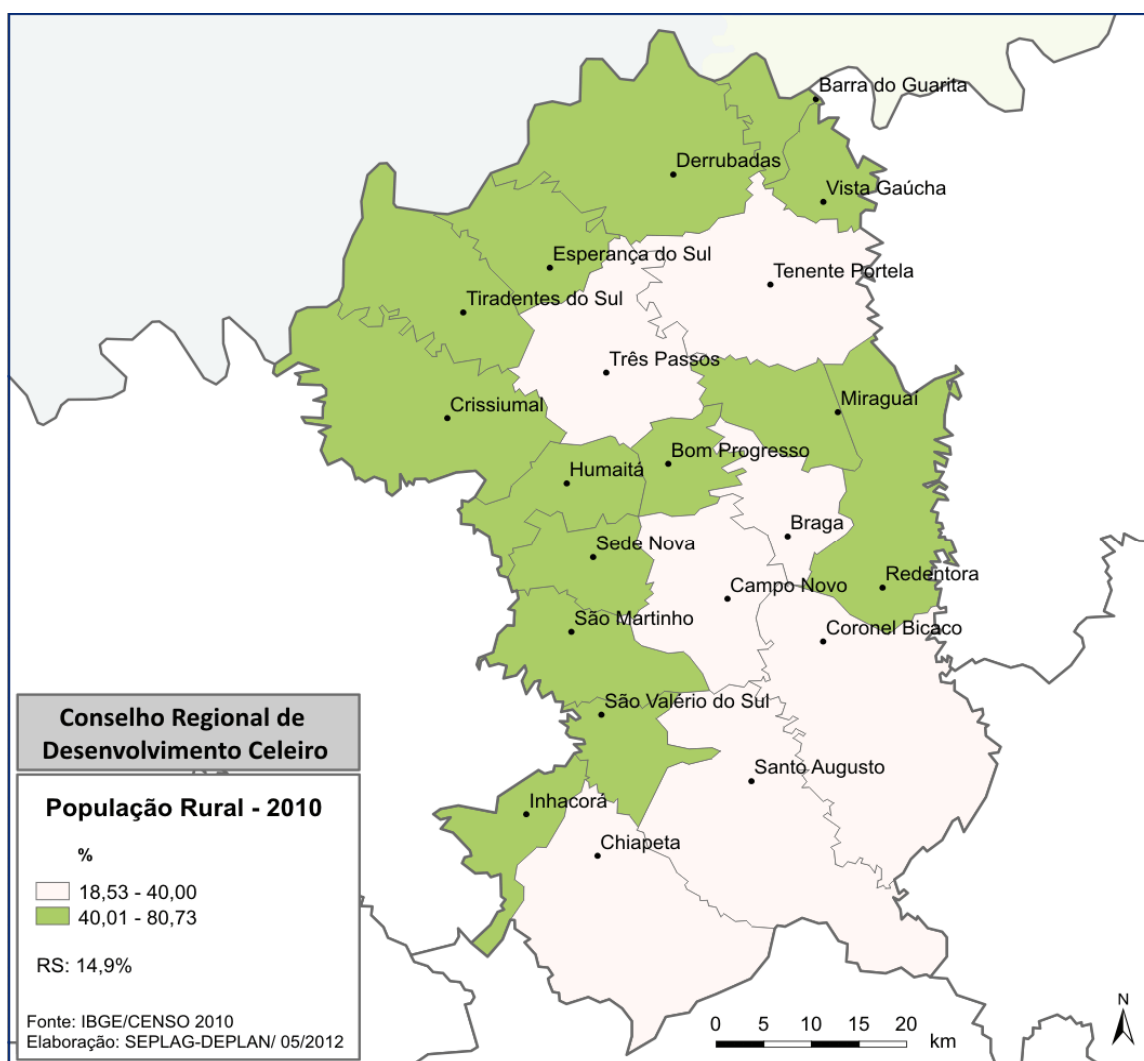 Barra do Guarita
Derrubadas
Vista Gaúcha
Esperança do Sul
Tenente Portela
Tiradentes do Sul
Três Passos
Crissiumal
Miraguaí
Bom Progresso
Humaitá
Braga
Sede Nova
Redentora
Campo Novo
São Martinho
Coronel Bicaco
São Valério do Sul
Santo Augusto
Inhacorá
Chiapeta
Conselho Regional de
Desenvolvimento Celeiro
População Rural - 2010
%
18,53 - 40,00
40,01 - 80,73
RS: 14,9%
Fonte: IBGE/CENSO 2010
Elaboração: SEPLAG-DEPLAN/ 05/2012
0 5 10 15 20
km
N